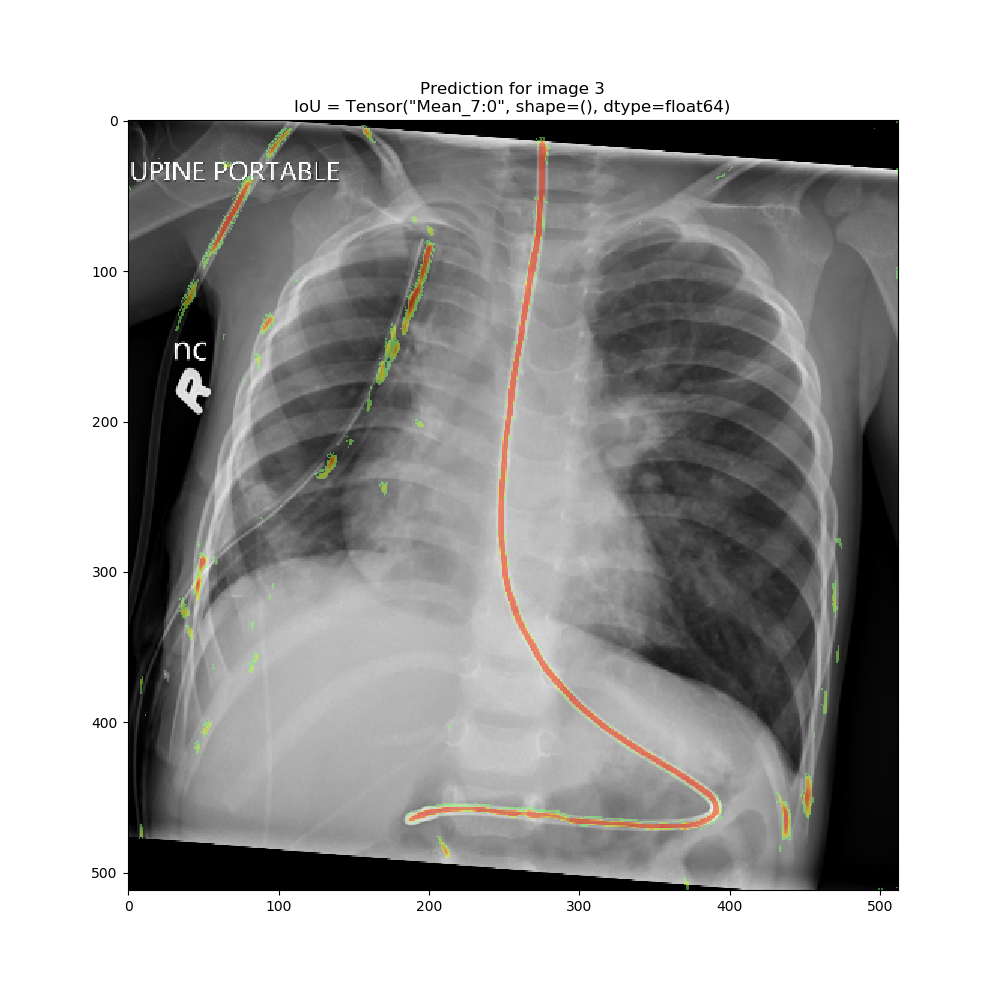 Prediction for image 3
IoU = Tensor("Mean_7:0", shape=(), dtype=float64)
UPINE PORTABLE
nc
R
0
100
200
300
400
500
0 100 200 300 400 500